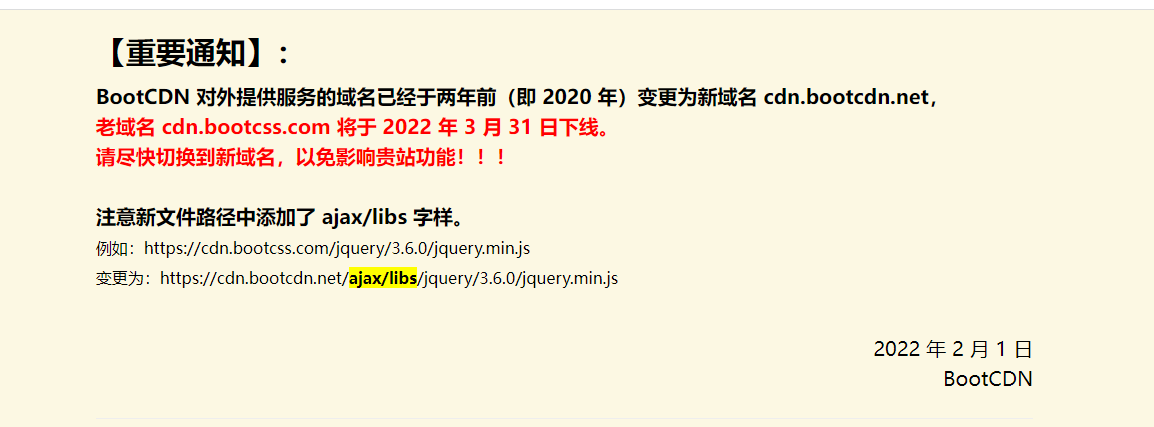 【重要通知】：
BootCDN 对外提供服务的域名已经于两年前（即 2020 年）变更为新域名 cdn.bootcdn.net，
老域名 cdn.bootcss.com 将于 2022 年 3 月 31 日下线。
请尽快切换到新域名，以免影响贵站功能！！！
注意新文件路径中添加了 ajax/libs 字样。
例如：https://cdn.bootcss.com/jquery/3.6.0/jquery.min.js
变更为：https://cdn.bootcdn.net/ajax/libs/jquery/3.6.0/jquery.min.js
2022 年 2 月 1 日
BootCDN